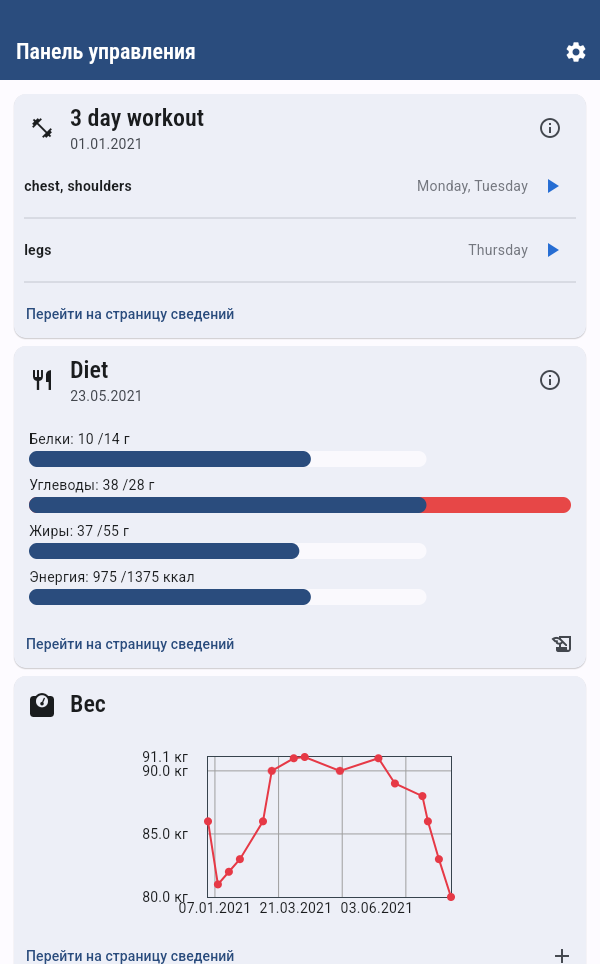 Панель управления
3 day workout
01.01.2021
chest, shoulders Monday, Tuesday
legs Thursday
Перейти на страницу сведений
Diet
23.05.2021
Белки: 10 /14 г
Углеводы: 38 /28 г
Жиры: 37 /55 г
Энергия: 975 /1375 ккал
Перейти на страницу сведений
Вес
91.1 кг
90.0 кг
85.0 кг
80.0 кг
07.01.2021 21.03.2021 03.06.2021
Перейти на страницу сведений